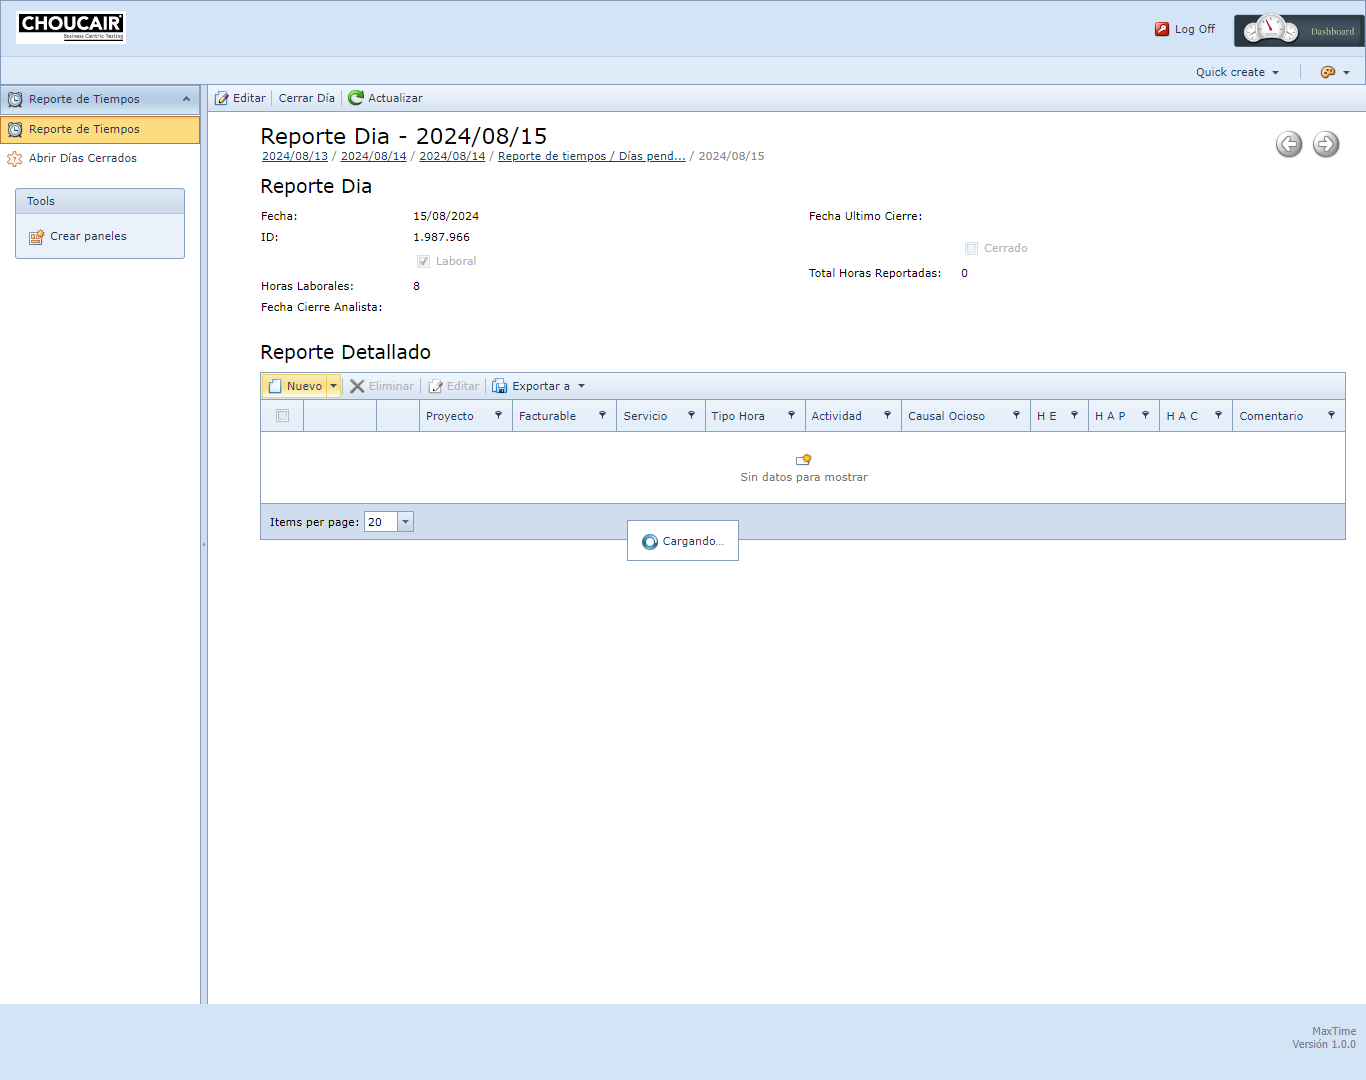 CHOUCAIR
Business Centric Testing
Log Off
Dashboard
Quick create
Reporte de Tiempos
Editar
Cerrar Día
Actualizar
Reporte de Tiempos
Abrir Días Cerrados
Tools
Crear paneles
Reporte Dia - 2024/08/15
2024/08/13 / 2024/08/14 / 2024/08/14 / Reporte de tiempos / Días pend... / 2024/08/15
Reporte Dia
Fecha: 15/08/2024
Fecha Ultimo Cierre:
ID: 1.987.966
Cerrado
Laboral
Total Horas Reportadas: 0
Horas Laborales: 8
Fecha Cierre Analista:
Reporte Detallado
Nuevo Eliminar Editar Exportar a
Proyecto Facturable Servicio Tipo Hora Actividad Causal Ocioso H E H A P H A C Comentario
Sin datos para mostrar
Items per page: 20
Cargando...
MaxTime
Versión 1.0.0